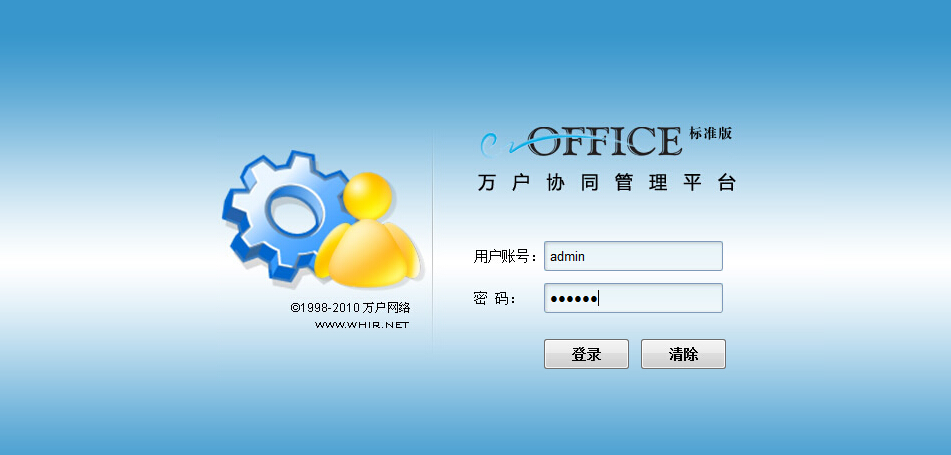 ezOFFICE 标准版
万户协同管理平台
用户账号： admin
密 码： ••••••
©1998-2010 万户网络
WWW.WHIR.NET
登录 清除